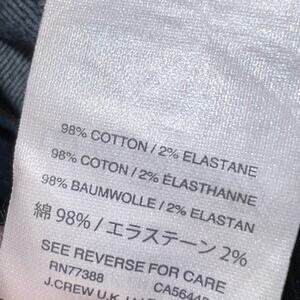 98% COTTON / 2% ELASTANE
98% COTON / 2% ÉLASTHANNE
98% BAUMWOLLE / 2% ELASTAN
綿 98% / エラステーン 2%
SEE REVERSE FOR CARE
RN77388 CA5644
J.CREW U.K.